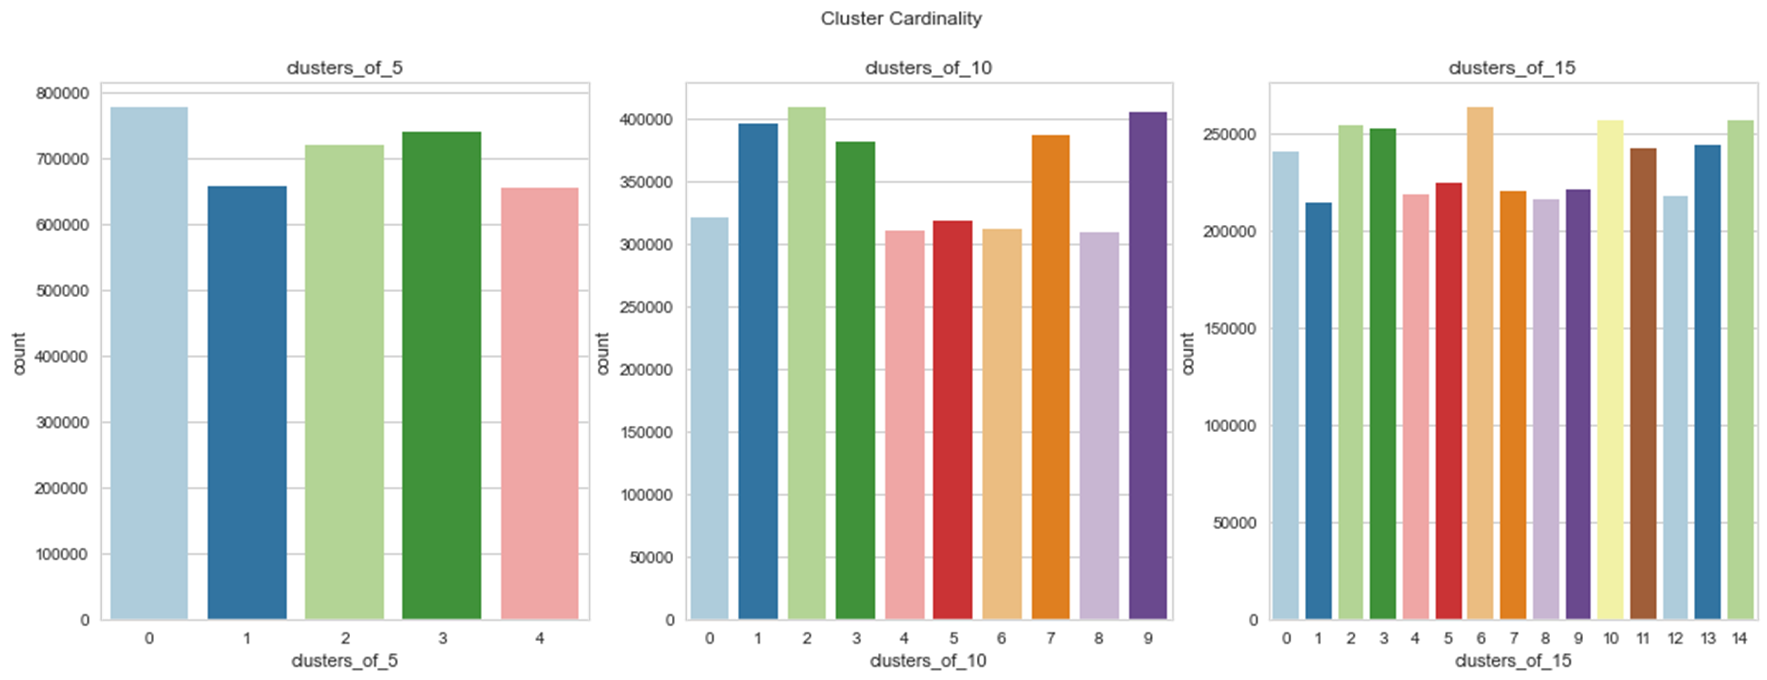 Cluster Cardinality
clusters_of_5
800000
700000
600000
500000
400000
300000
200000
100000
0
count
0 1 2 3 4
clusters_of_5
clusters_of_10
400000
350000
300000
250000
200000
150000
100000
50000
0
count
0 1 2 3 4 5 6 7 8 9
clusters_of_10
clusters_of_15
250000
200000
150000
100000
50000
0
count
0 1 2 3 4 5 6 7 8 9 10 11 12 13 14
clusters_of_15